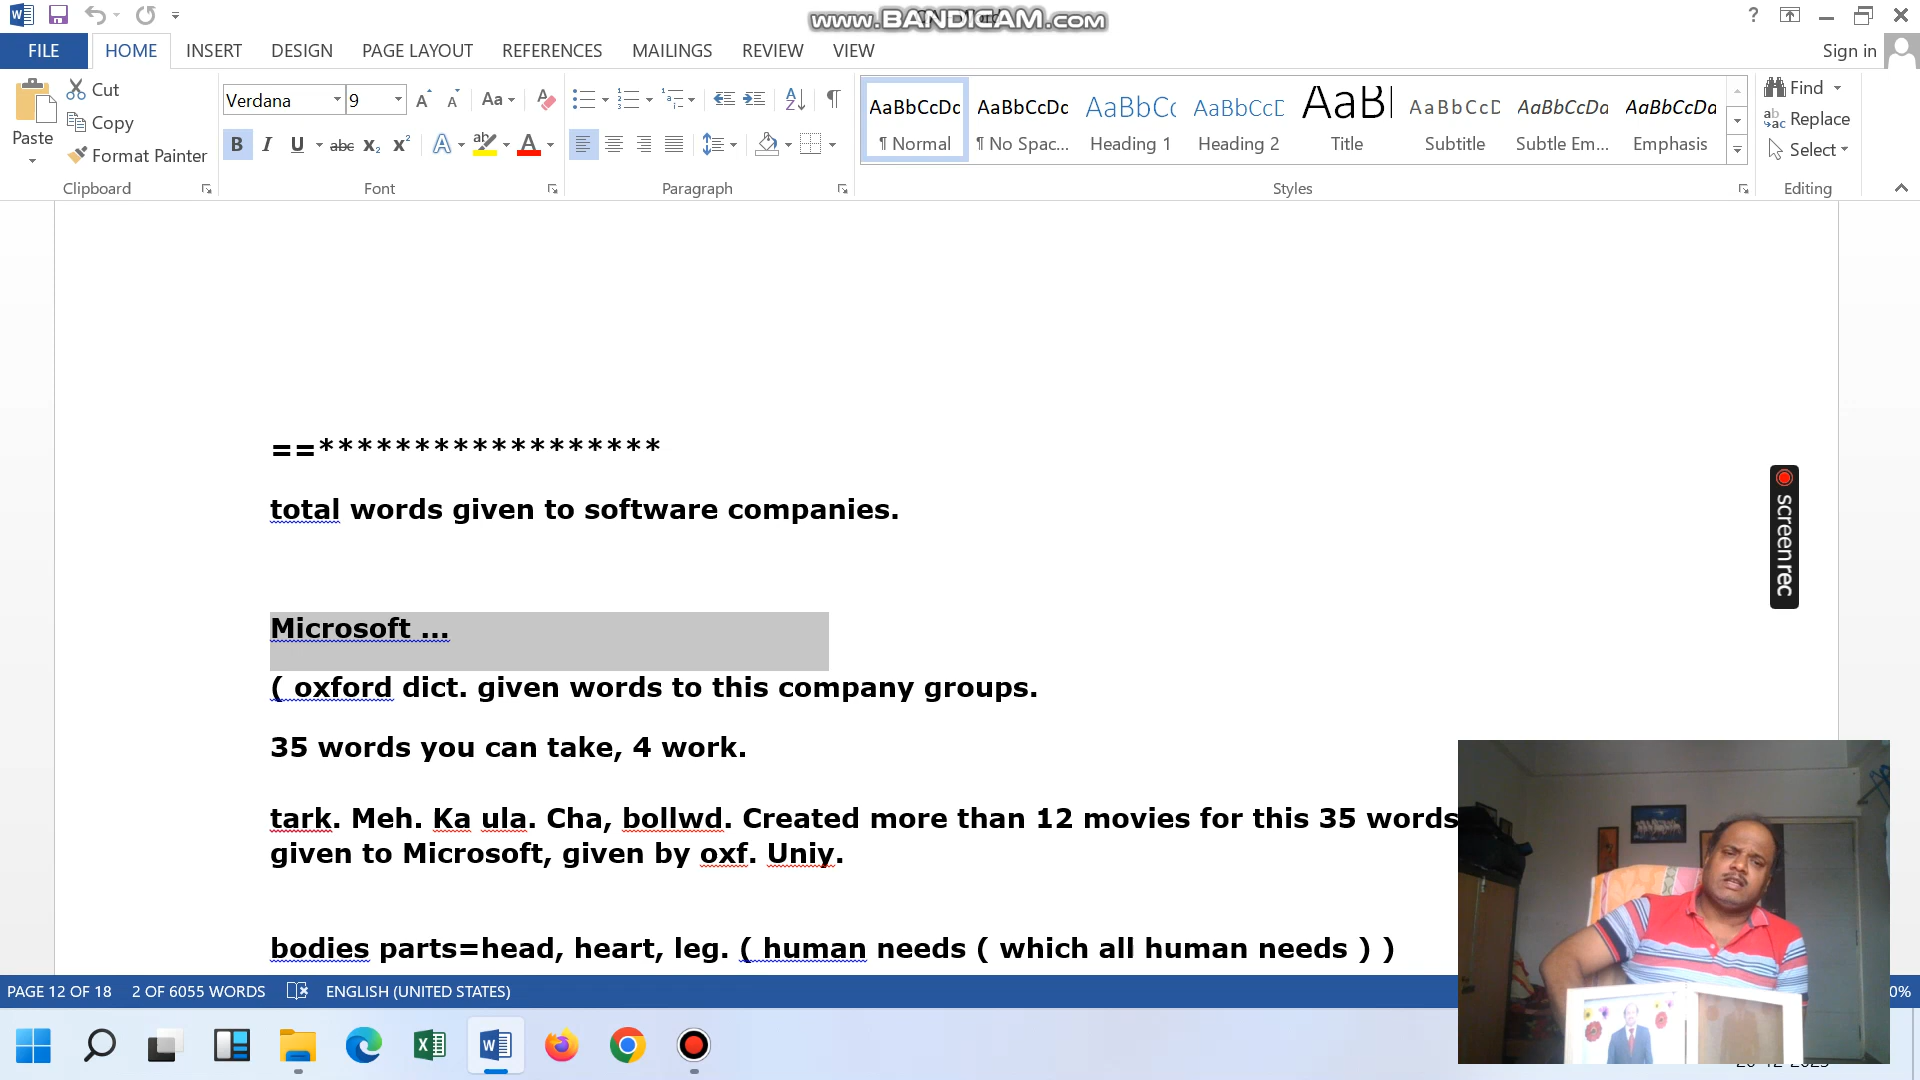 www.BANDICAM.com
FILE HOME INSERT DESIGN PAGE LAYOUT REFERENCES MAILINGS REVIEW VIEW Sign in
Cut
Copy
Paste
Format Painter
Verdana 9
AaBbCcDc AaBbCcDc AaBbCc AaBbCcD AaBl AaBbCcD AaBbCcDa AaBbCcDa
¶ Normal ¶ No Spac... Heading 1 Heading 2 Title Subtitle Subtle Em... Emphasis
Find
Replace
Select
Clipboard Font Paragraph Styles Editing
==******************
total words given to software companies.
Microsoft ...
( oxford dict. given words to this company groups.
35 words you can take, 4 work.
tark. Meh. Ka ula. Cha, bollwd. Created more than 12 movies for this 35 words
given to Microsoft, given by oxf. Uniy.
bodies parts=head, heart, leg. ( human needs ( which all human needs ) )
screenrec
PAGE 12 OF 18 2 OF 6055 WORDS ENGLISH (UNITED STATES) 0%